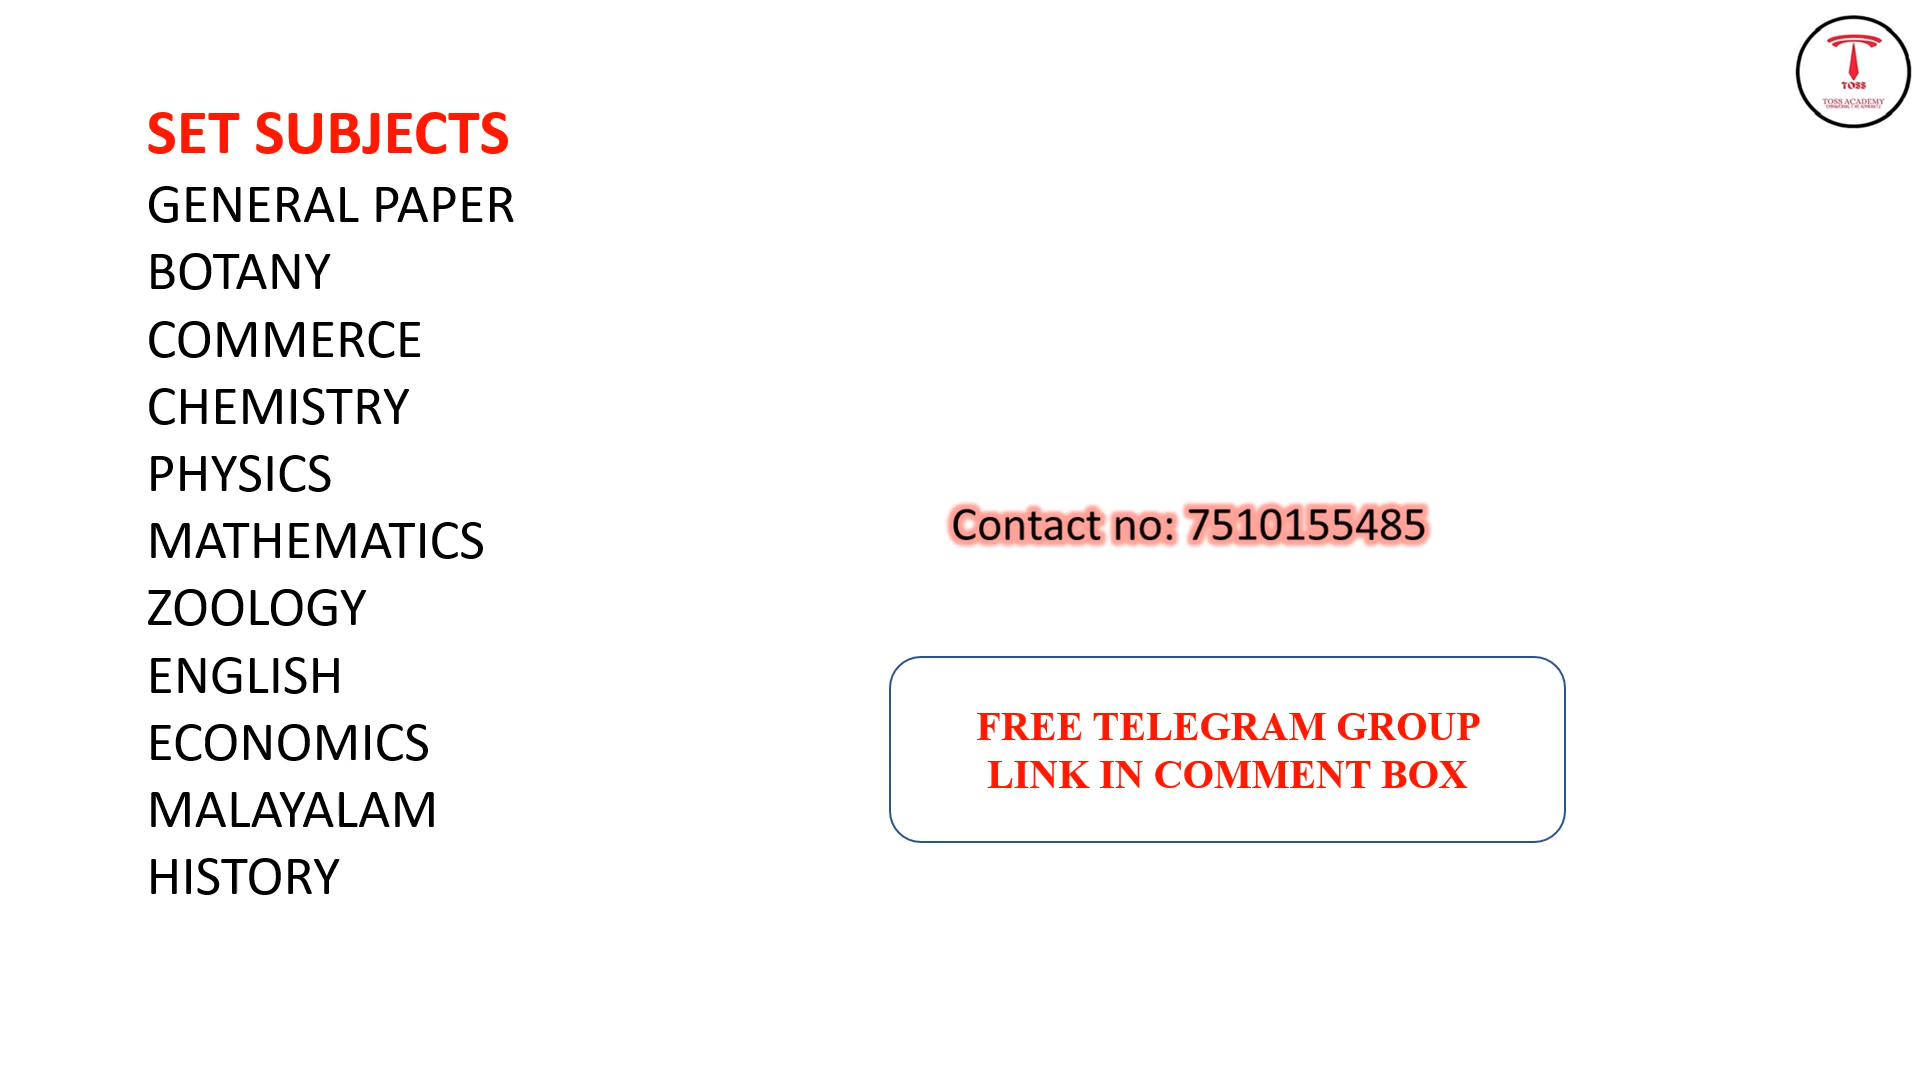 SET SUBJECTS
GENERAL PAPER
BOTANY
COMMERCE
CHEMISTRY
PHYSICS
MATHEMATICS
ZOOLOGY
ENGLISH
ECONOMICS
MALAYALAM
HISTORY
Contact no: 7510155485
FREE TELEGRAM GROUP
LINK IN COMMENT BOX
TOSS
TOSS ACADEMY